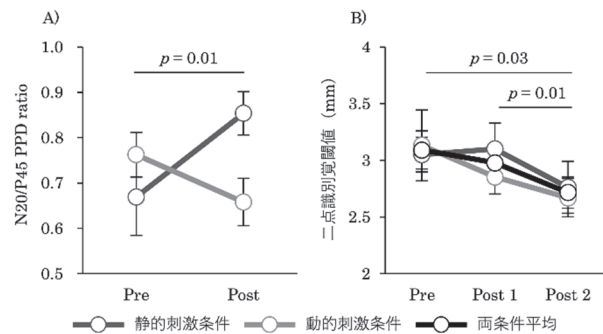 A)
N20/P45 PPD ratio
1.0
0.9
0.8
0.7
0.6
0.5
p = 0.01
Pre Post
B)
二点識別覚閾値 (mm)
4
3.5
3
2.5
2
p = 0.03
p = 0.01
Pre Post 1 Post 2
静的刺激条件 動的刺激条件 両条件平均